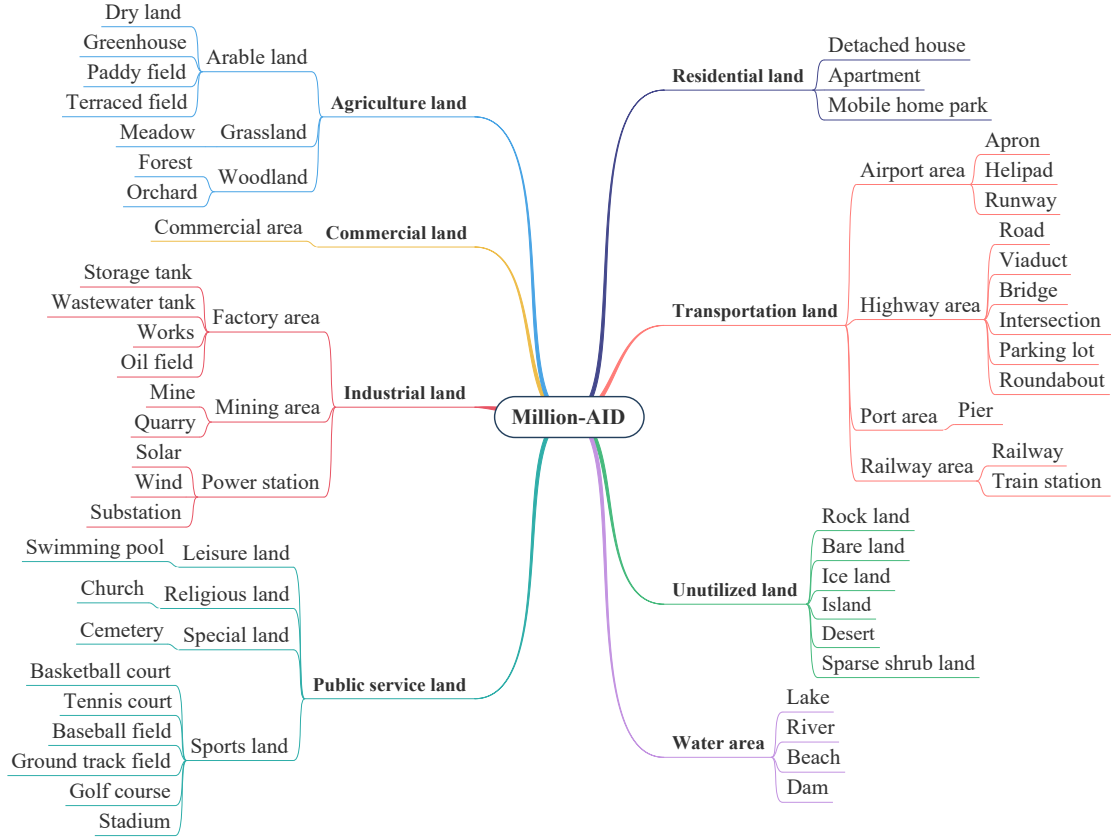 Million-AID
Agriculture land
Arable land
Dry land
Greenhouse
Paddy field
Terraced field
Grassland
Meadow
Woodland
Forest
Orchard
Commercial land
Commercial area
Industrial land
Factory area
Storage tank
Wastewater tank
Works
Oil field
Mining area
Mine
Quarry
Power station
Solar
Wind
Substation
Public service land
Leisure land
Swimming pool
Religious land
Church
Special land
Cemetery
Sports land
Basketball court
Tennis court
Baseball field
Ground track field
Golf course
Stadium
Residential land
Detached house
Apartment
Mobile home park
Transportation land
Airport area
Apron
Helipad
Runway
Highway area
Road
Viaduct
Bridge
Intersection
Parking lot
Roundabout
Port area
Pier
Railway area
Railway
Train station
Unutilized land
Rock land
Bare land
Ice land
Island
Desert
Sparse shrub land
Water area
Lake
River
Beach
Dam